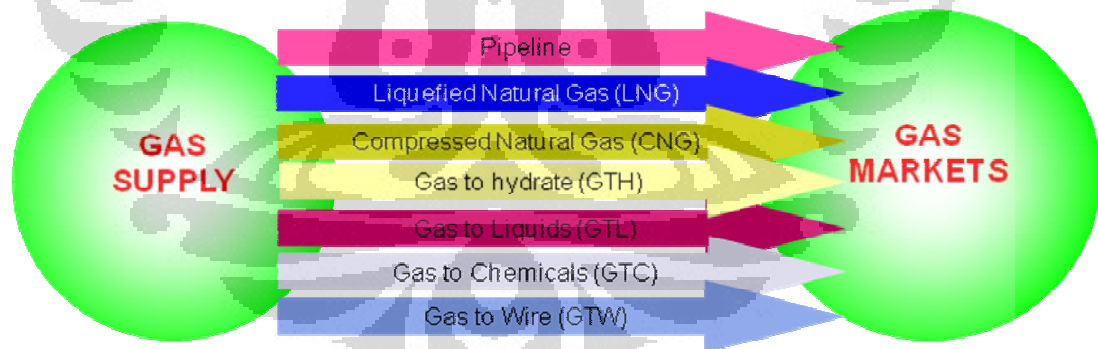 GAS
SUPPLY
Pipeline
Liquefied Natural Gas (LNG)
Compressed Natural Gas (CNG)
Gas to hydrate (GTH)
Gas to Liquids (GTL)
Gas to Chemicals (GTC)
Gas to Wire (GTW)
GAS
MARKETS